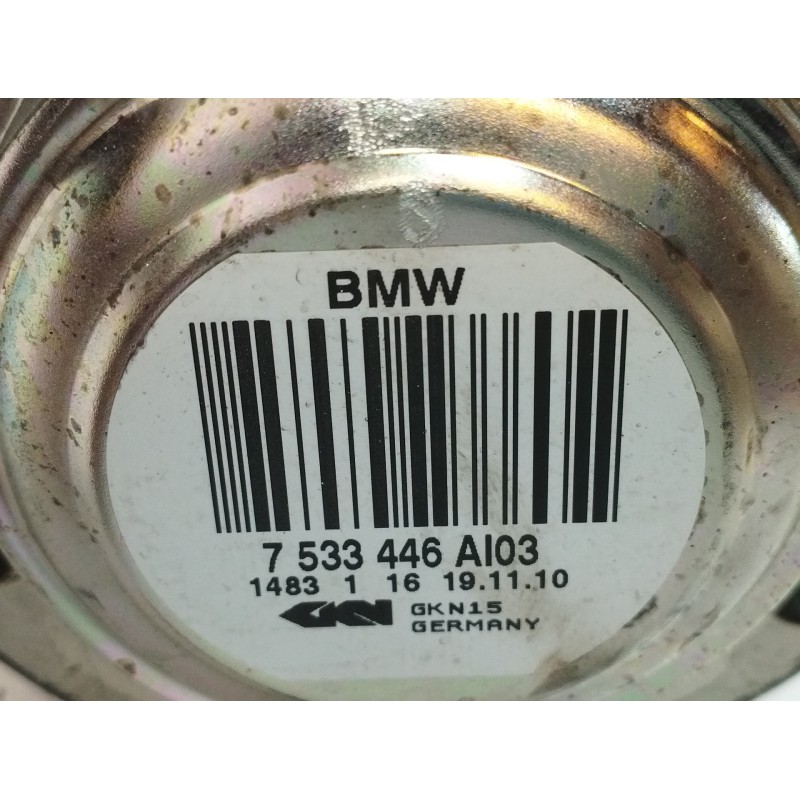 BMW
7 533 446 AI03
1483 1 16 19.11.10
GKN GKN15
GERMANY